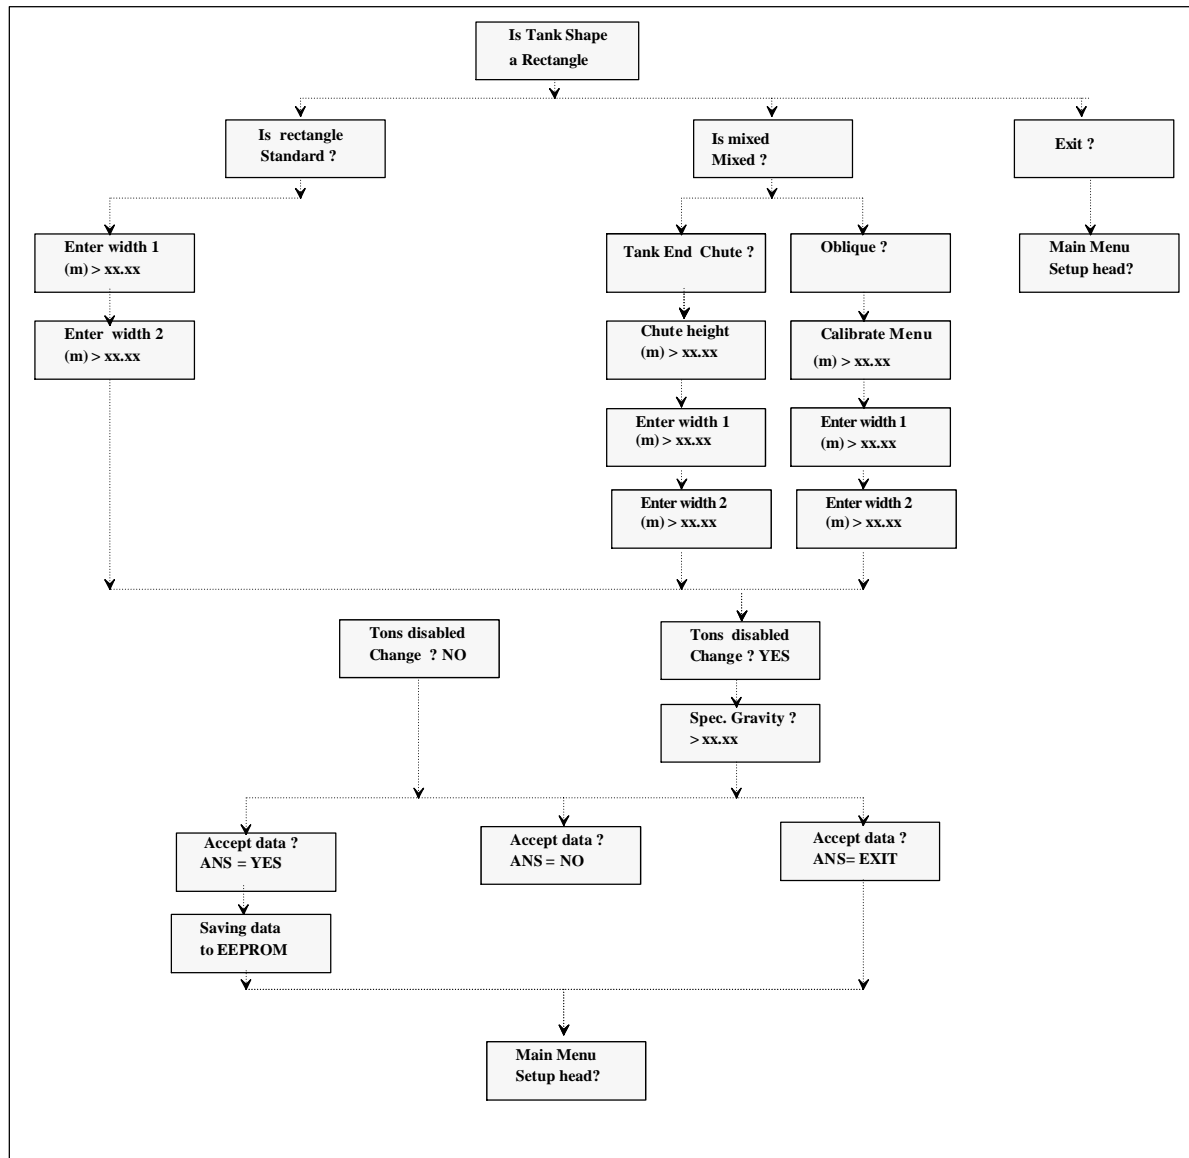 Is Tank Shape
a Rectangle
Is rectangle
Standard ?
Is mixed
Mixed ?
Exit ?
Enter width 1
(m) > xx.xx
Tank End Chute ?
Oblique ?
Main Menu
Setup head?
Enter width 2
(m) > xx.xx
Chute height
(m) > xx.xx
Calibrate Menu
(m) > xx.xx
Enter width 1
(m) > xx.xx
Enter width 1
(m) > xx.xx
Enter width 2
(m) > xx.xx
Enter width 2
(m) > xx.xx
Tons disabled
Change ? NO
Tons disabled
Change ? YES
Spec. Gravity ?
> xx.xx
Accept data ?
ANS = YES
Accept data ?
ANS = NO
Accept data ?
ANS= EXIT
Saving data
to EEPROM
Main Menu
Setup head?